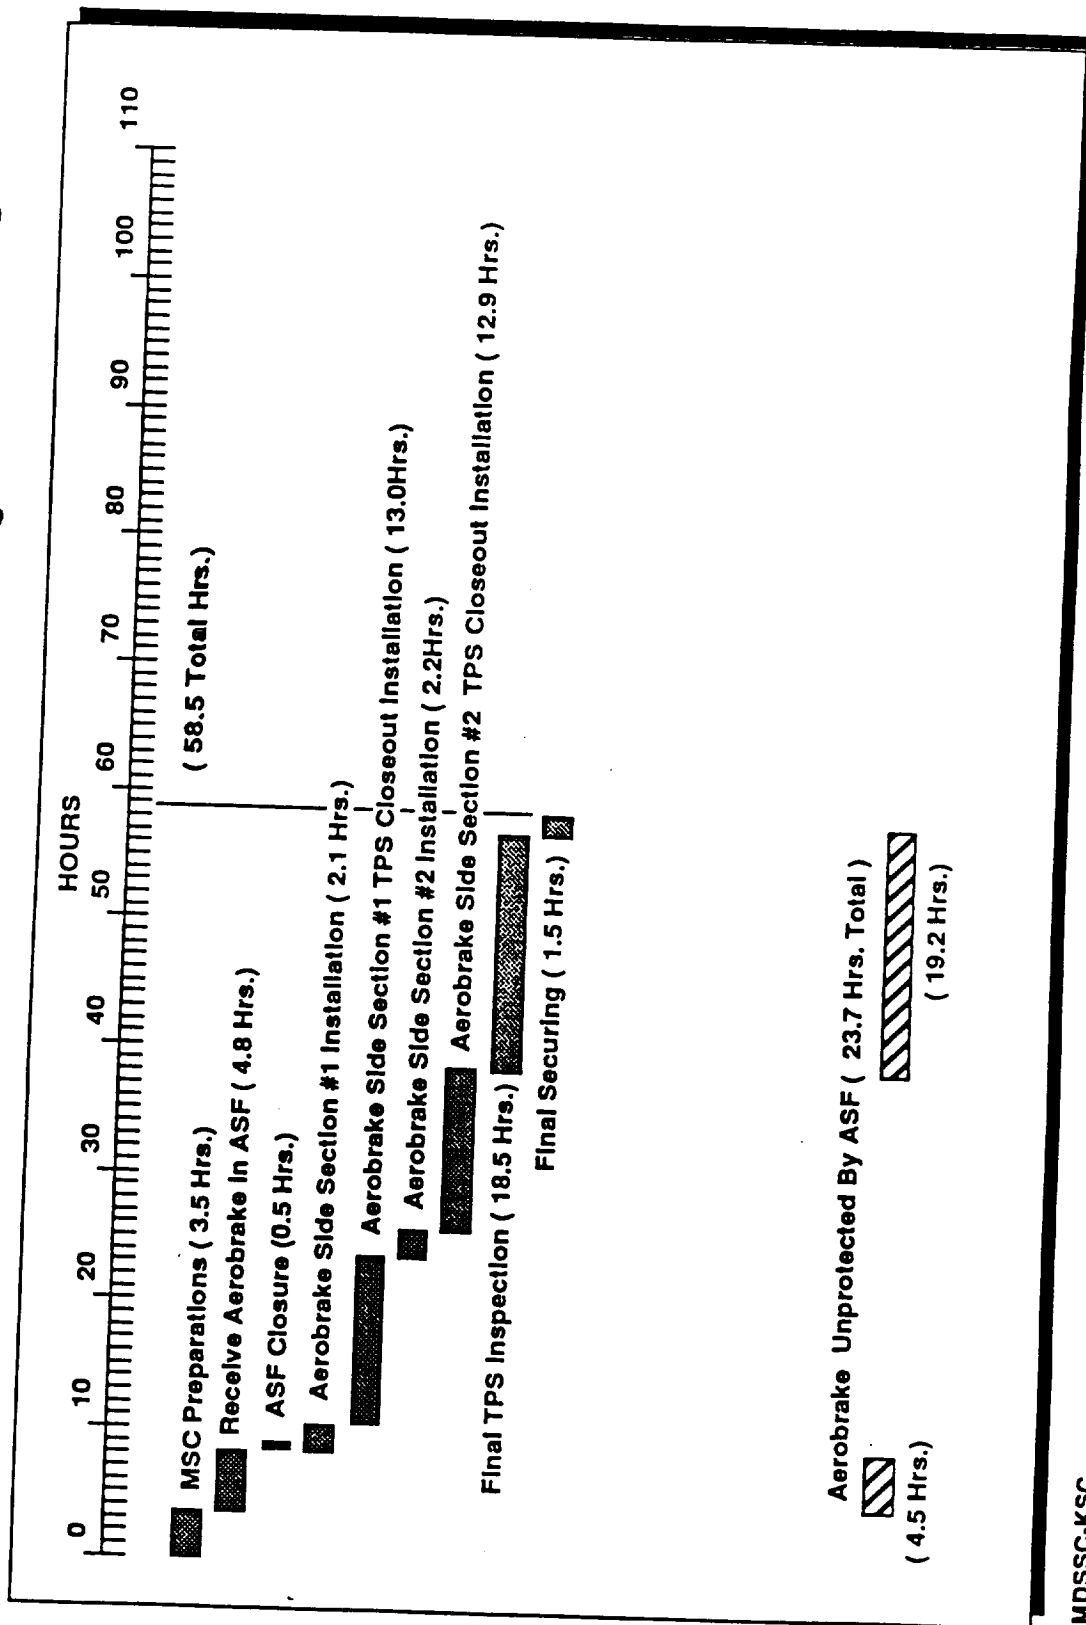 HOURS
0 10 20 30 40 50 60 70 80 90 100 110
( 58.5 Total Hrs.)
MSC Preparations ( 3.5 Hrs.)
Receive Aerobrake In ASF ( 4.8 Hrs.)
ASF Closure (0.5 Hrs.)
Aerobrake Side Section #1 Installation ( 2.1 Hrs.)
Aerobrake Side Section #1 TPS Closeout Installation ( 13.0Hrs.)
Aerobrake Side Section #2 Installation ( 2.2Hrs.)
Aerobrake Side Section #2 TPS Closeout Installation ( 12.9 Hrs.)
Final TPS Inspection ( 18.5 Hrs.)
Final Securing ( 1.5 Hrs.)
Aerobrake Unprotected By ASF ( 23.7 Hrs. Total )
( 4.5 Hrs.)
( 19.2 Hrs.)
MDSSC-KSC